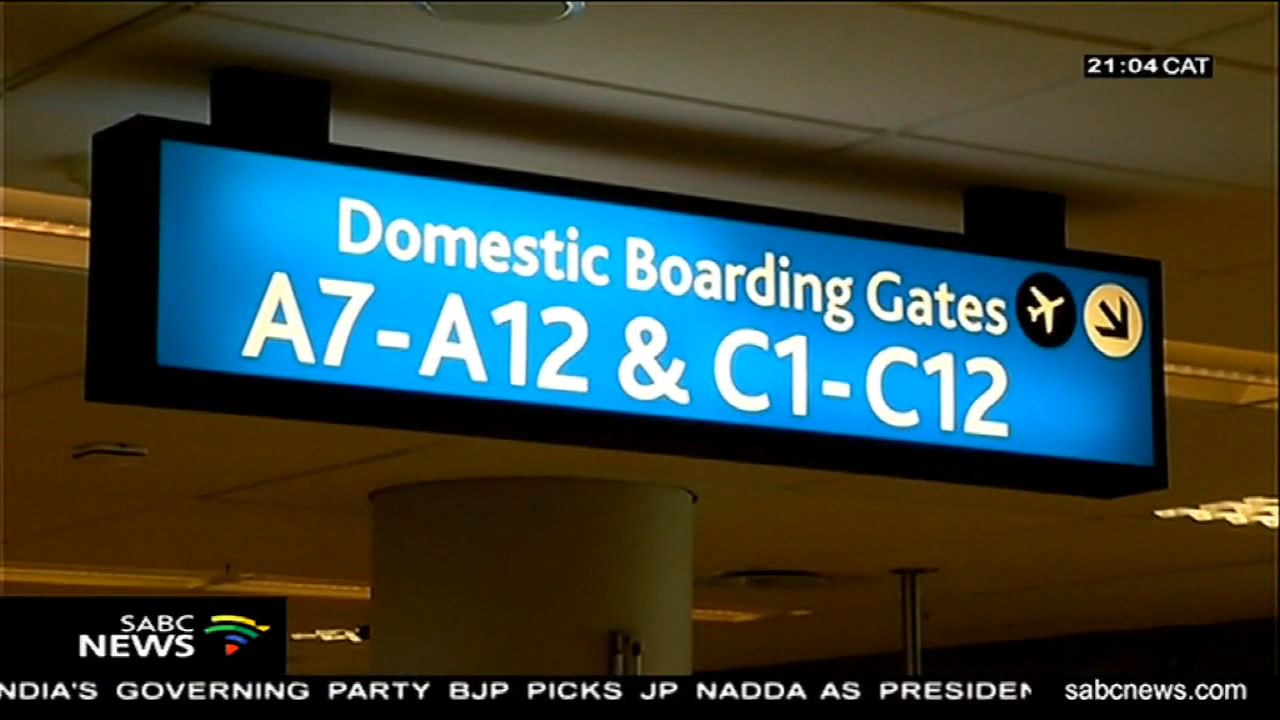 21:04 CAT
Domestic Boarding Gates
A7-A12 & C1-C12
SABC
NEWS
NDIA'S GOVERNING PARTY BJP PICKS JP NADDA AS PRESIDEN
sabcnews.com